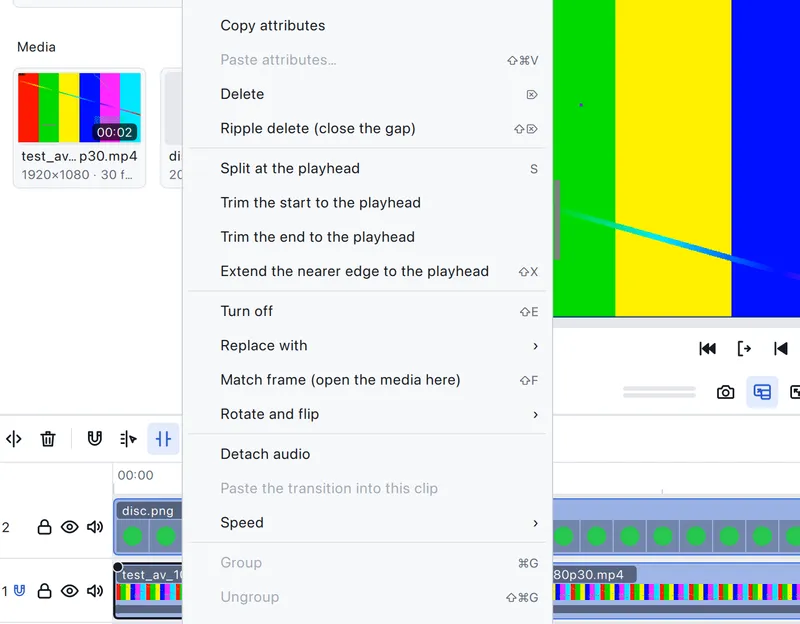 Media
00:02
test_av... p30.mp4
1920×1080 · 30 f...
di
20
Copy attributes
Paste attributes... ⇧⌘V
Delete ⌦
Ripple delete (close the gap) ⇧⌦
Split at the playhead S
Trim the start to the playhead
Trim the end to the playhead
Extend the nearer edge to the playhead ⇧X
Turn off ⇧E
Replace with ›
Match frame (open the media here) ⇧F
Rotate and flip ›
Detach audio
Paste the transition into this clip
Speed ›
Group ⌘G
Ungroup ⇧⌘G
00:00
2
disc.png
1
test_av_10
80p30.mp4